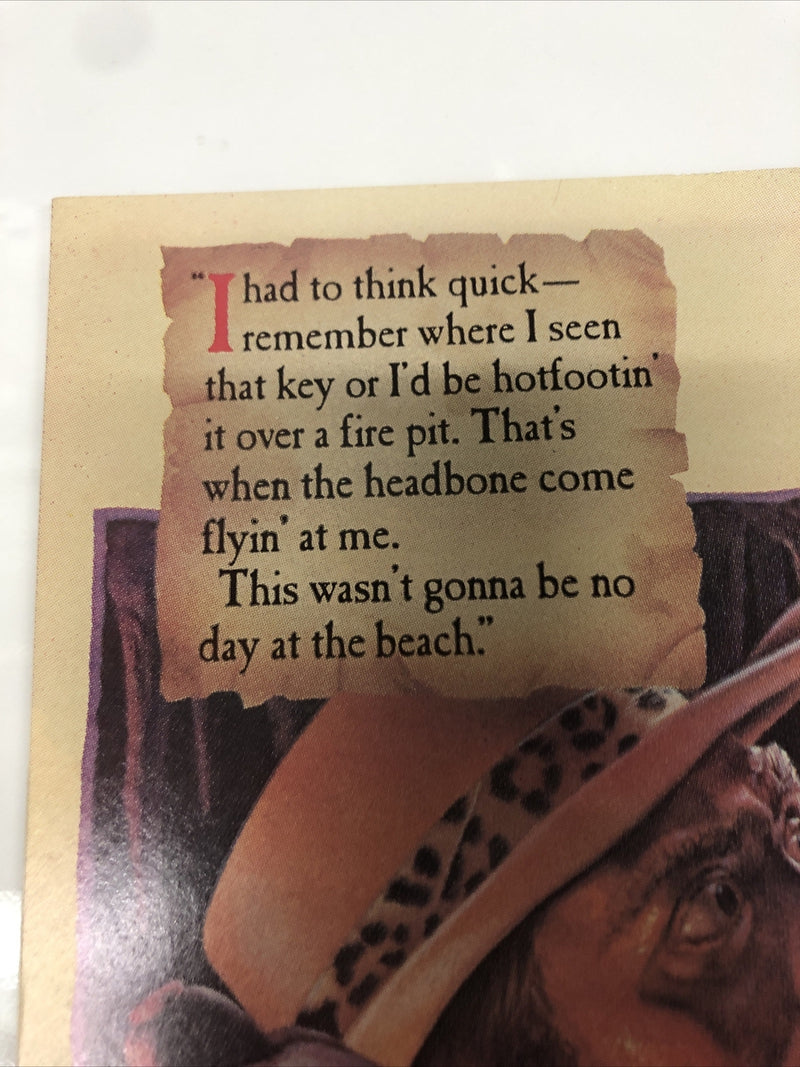 “I had to think quick—
remember where I seen
that key or I'd be hotfootin'
it over a fire pit. That's
when the headbone come
flyin' at me.
This wasn't gonna be no
day at the beach.”